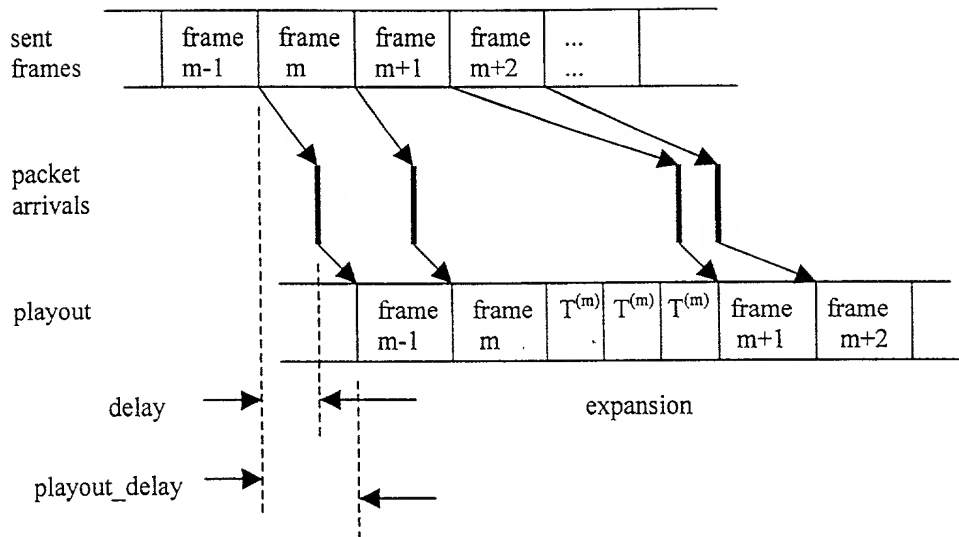 sent
frames
frame
m-1
frame
m
frame
m+1
frame
m+2
...
...
packet
arrivals
playout
frame
m-1
frame
m
T(m)
T(m)
T(m)
frame
m+1
frame
m+2
delay
expansion
playout_delay